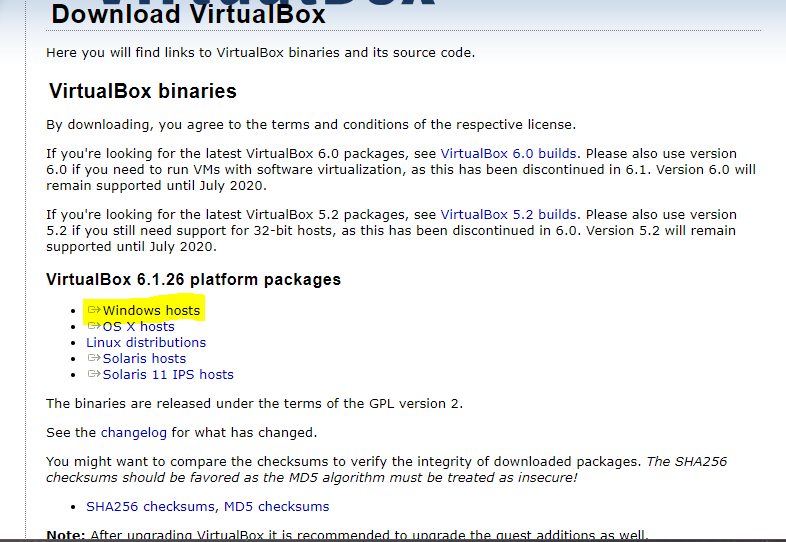 Download VirtualBox
Here you will find links to VirtualBox binaries and its source code.
VirtualBox binaries
By downloading, you agree to the terms and conditions of the respective license.
If you're looking for the latest VirtualBox 6.0 packages, see VirtualBox 6.0 builds. Please also use version
6.0 if you need to run VMs with software virtualization, as this has been discontinued in 6.1. Version 6.0 will
remain supported until July 2020.
If you're looking for the latest VirtualBox 5.2 packages, see VirtualBox 5.2 builds. Please also use version
5.2 if you still need support for 32-bit hosts, as this has been discontinued in 6.0. Version 5.2 will remain
supported until July 2020.
VirtualBox 6.1.26 platform packages
• Windows hosts
• OS X hosts
• Linux distributions
• Solaris hosts
• Solaris 11 IPS hosts
The binaries are released under the terms of the GPL version 2.
See the changelog for what has changed.
You might want to compare the checksums to verify the integrity of downloaded packages. The SHA256
checksums should be favored as the MD5 algorithm must be treated as insecure!
• SHA256 checksums, MD5 checksums
Note: After upgrading VirtualBox it is recommended to upgrade the guest additions as well.